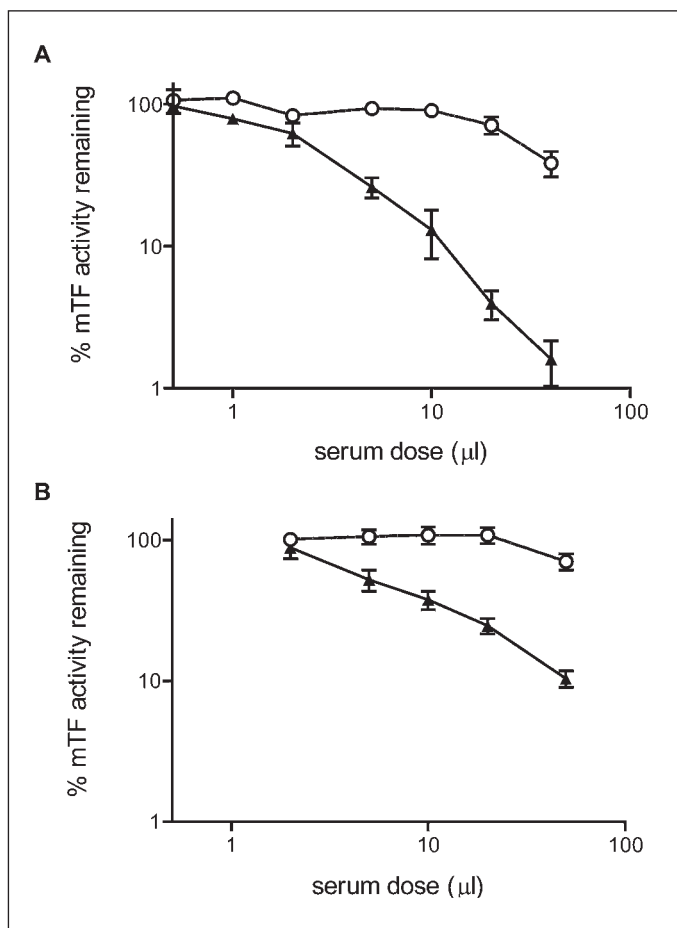 A
% mTF activity remaining
100
10
1
1 10 100
serum dose (μl)
B
% mTF activity remaining
100
10
1
1 10 100
serum dose (μl)